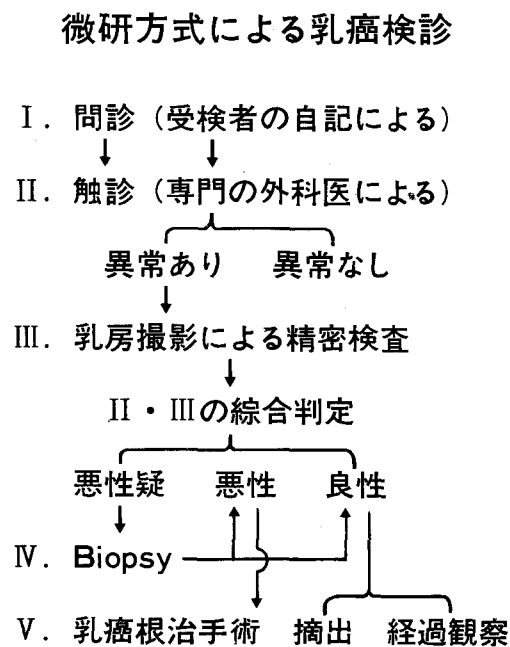 微研方式による乳癌検診
Ⅰ. 問診（受検者の自記による）
Ⅱ. 触診（専門の外科医による）
異常あり 異常なし
Ⅲ. 乳房撮影による精密検査
Ⅱ・Ⅲの綜合判定
悪性疑 悪性 良性
Ⅳ. Biopsy
Ⅴ. 乳癌根治手術 摘出 経過観察